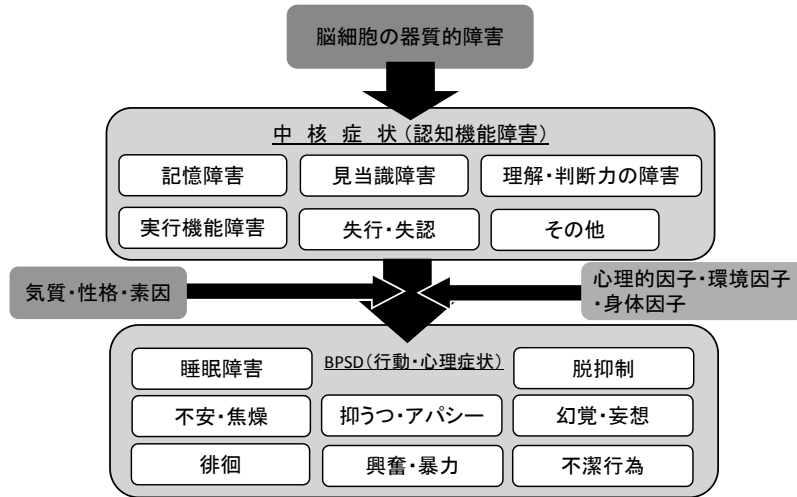 脳細胞の器質的障害
中 核 症 状(認知機能障害)
記憶障害
見当識障害
理解・判断力の障害
実行機能障害
失行・失認
その他
気質・性格・素因
心理的因子・環境因子
・身体因子
BPSD(行動・心理症状)
睡眠障害
脱抑制
不安・焦燥
抑うつ・アパシー
幻覚・妄想
徘徊
興奮・暴力
不潔行為